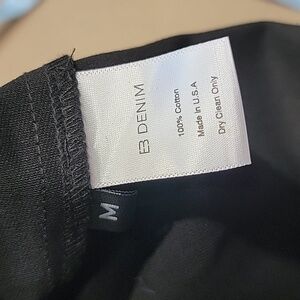 EB DENIM
100% Cotton
Made In U.S.A
Dry Clean Only
M